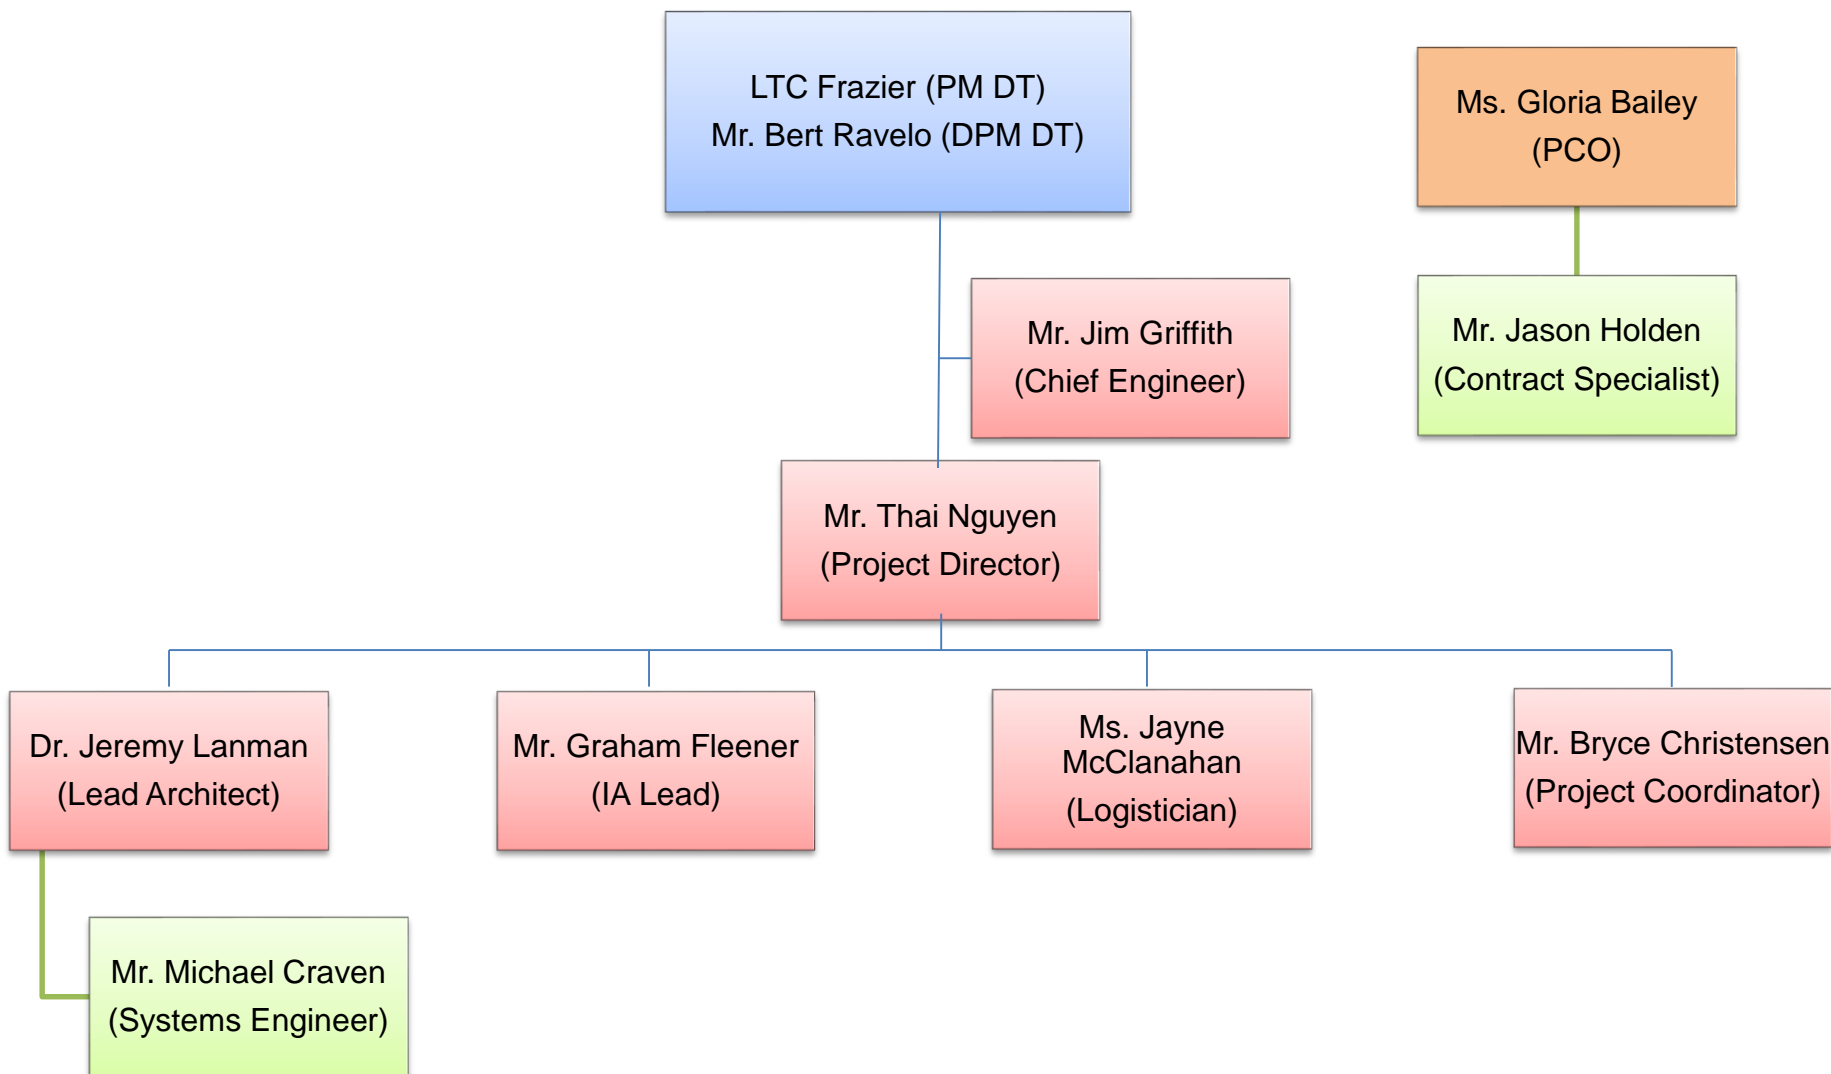 LTC Frazier (PM DT)
Mr. Bert Ravelo (DPM DT)
Ms. Gloria Bailey
(PCO)
Mr. Jim Griffith
(Chief Engineer)
Mr. Jason Holden
(Contract Specialist)
Mr. Thai Nguyen
(Project Director)
Dr. Jeremy Lanman
(Lead Architect)
Mr. Graham Fleener
(IA Lead)
Ms. Jayne
McClanahan
(Logistician)
Mr. Bryce Christensen
(Project Coordinator)
Mr. Michael Craven
(Systems Engineer)